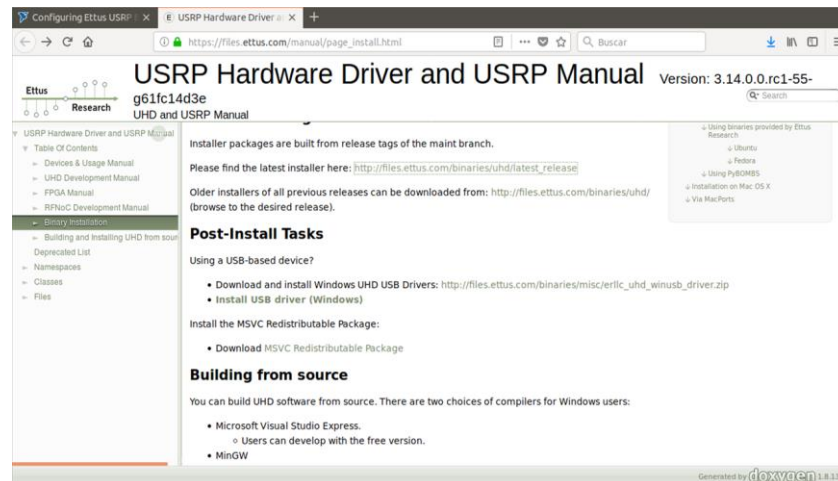 Configuring Ettus USRP
USRP Hardware Driver a
https://files.ettus.com/manual/page_install.html
Buscar
Ettus
Research
USRP Hardware Driver and USRP Manual Version: 3.14.0.0.rc1-55-
g61fc14d3e
UHD and USRP Manual
Search
USRP Hardware Driver and USRP Manual
Table Of Contents
Devices & Usage Manual
UHD Development Manual
FPGA Manual
RFNoC Development Manual
Binary Installation
Building and Installing UHD from sour
Deprecated List
Namespaces
Classes
Files
Installer packages are built from release tags of the maint branch.
Please find the latest installer here: http://files.ettus.com/binaries/uhd/latest_release
Older installers of all previous releases can be downloaded from: http://files.ettus.com/binaries/uhd/
(browse to the desired release).
Post-Install Tasks
Using a USB-based device?
• Download and install Windows UHD USB Drivers: http://files.ettus.com/binaries/misc/erllc_uhd_winusb_driver.zip
• Install USB driver (Windows)
Install the MSVC Redistributable Package:
• Download MSVC Redistributable Package
Building from source
You can build UHD software from source. There are two choices of compilers for Windows users:
• Microsoft Visual Studio Express.
Users can develop with the free version.
• MinGW
Using binaries provided by Ettus
Research
Ubuntu
Fedora
Using PyBOMBS
Installation on Mac OS X
Via MacPorts
Generated by doxygen 1.8.13